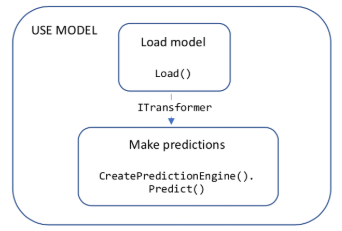 USE MODEL
Load model
Load()
ITransformer
Make predictions
CreatePredictionEngine().
Predict()